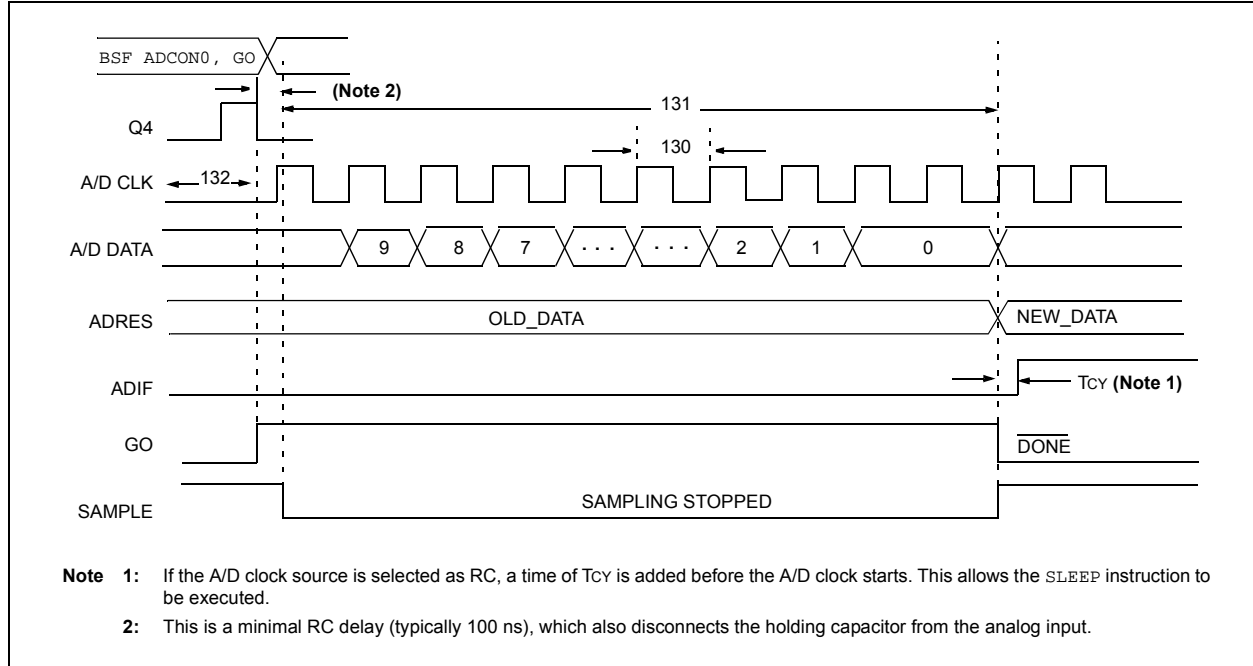 BSF ADCON0, GO
(Note 2)
131
Q4
130
A/D CLK
132
A/D DATA
9 8 7 · · · · · · 2 1 0
ADRES
OLD_DATA
NEW_DATA
ADIF
TCY (Note 1)
GO
DONE
SAMPLE
SAMPLING STOPPED
Note 1: If the A/D clock source is selected as RC, a time of TCY is added before the A/D clock starts. This allows the SLEEP instruction to
be executed.
2: This is a minimal RC delay (typically 100 ns), which also disconnects the holding capacitor from the analog input.